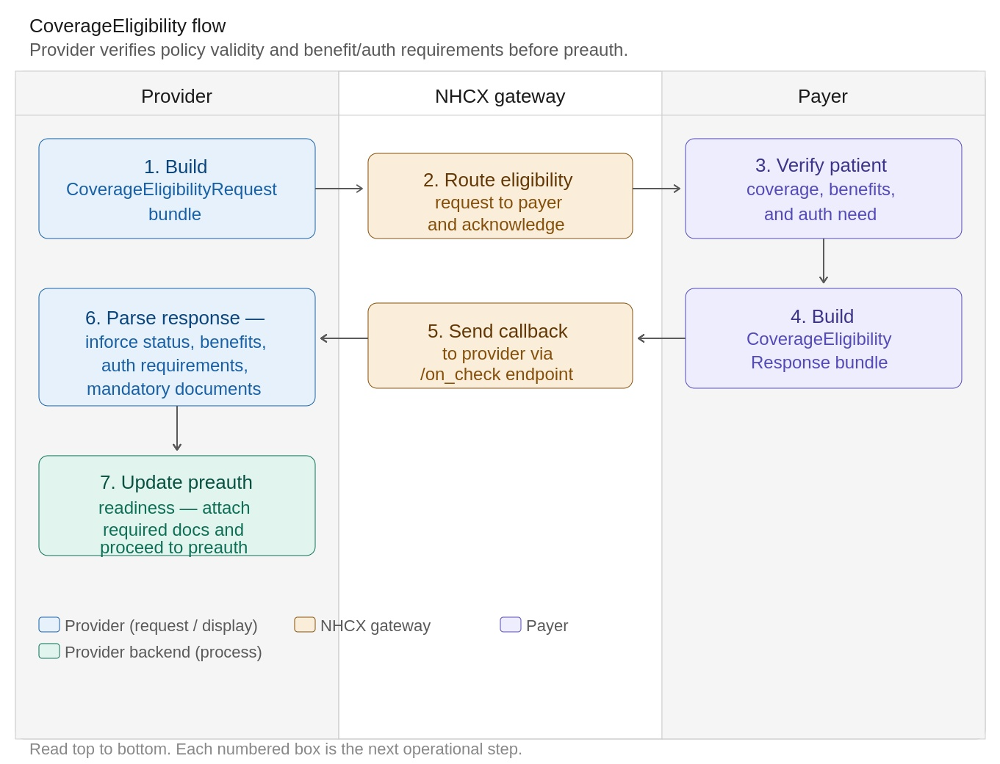 CoverageEligibility flow
Provider verifies policy validity and benefit/auth requirements before preauth.
Provider
NHCX gateway
Payer
1. Build
CoverageEligibilityRequest
bundle
2. Route eligibility
request to payer
and acknowledge
3. Verify patient
coverage, benefits,
and auth need
4. Build
CoverageEligibility
Response bundle
5. Send callback
to provider via
/on_check endpoint
6. Parse response —
inforce status, benefits,
auth requirements,
mandatory documents
7. Update preauth
readiness — attach
required docs and
proceed to preauth
Provider (request / display)
NHCX gateway
Payer
Provider backend (process)
Read top to bottom. Each numbered box is the next operational step.